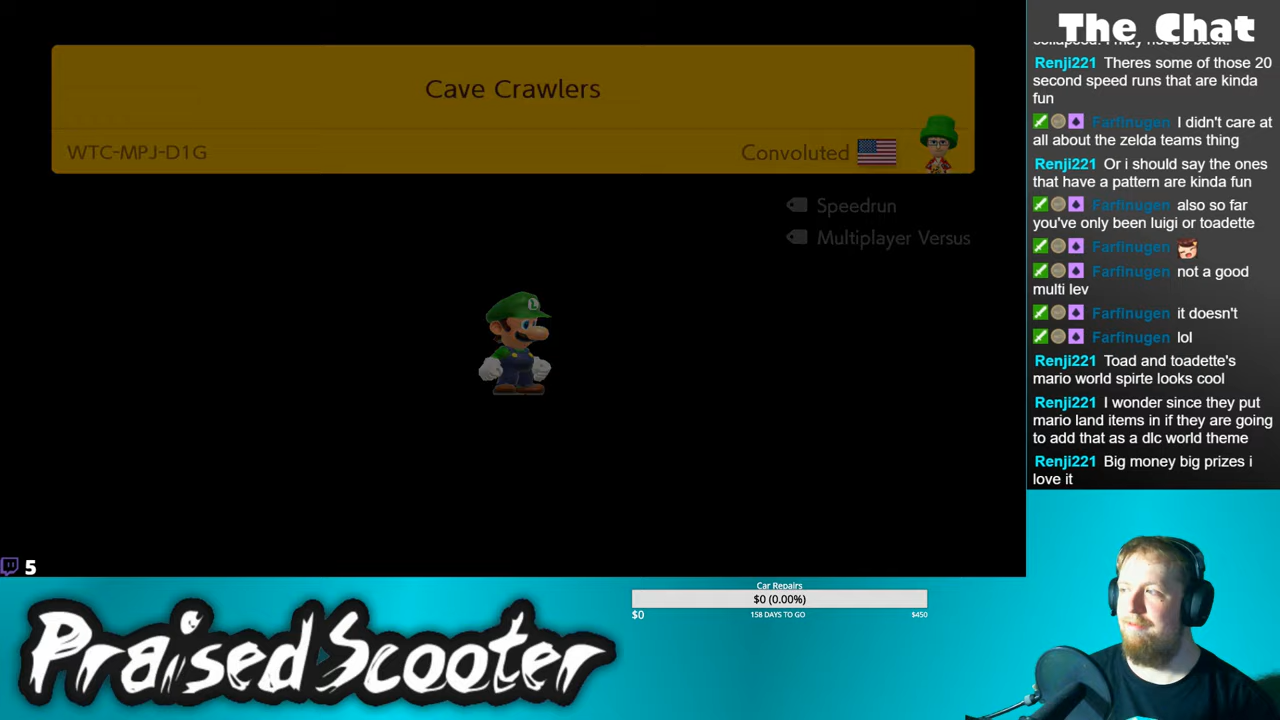 Cave Crawlers
WTC-MPJ-D1G
Convoluted
Speedrun
Multiplayer Versus
L
5
PraisedScooter
Car Repairs
$0 (0.00%)
$0
158 DAYS TO GO
$450
The Chat
Renji221 Theres some of those 20
second speed runs that are kinda
fun
Farfinugen I didn't care at
all about the zelda teams thing
Renji221 Or i should say the ones
that have a pattern are kinda fun
Farfinugen also so far
you've only been luigi or toadette
Farfinugen
Farfinugen not a good
multi lev
Farfinugen it doesn't
Farfinugen lol
Renji221 Toad and toadette's
mario world spirte looks cool
Renji221 I wonder since they put
mario land items in if they are going
to add that as a dlc world theme
Renji221 Big money big prizes i
love it